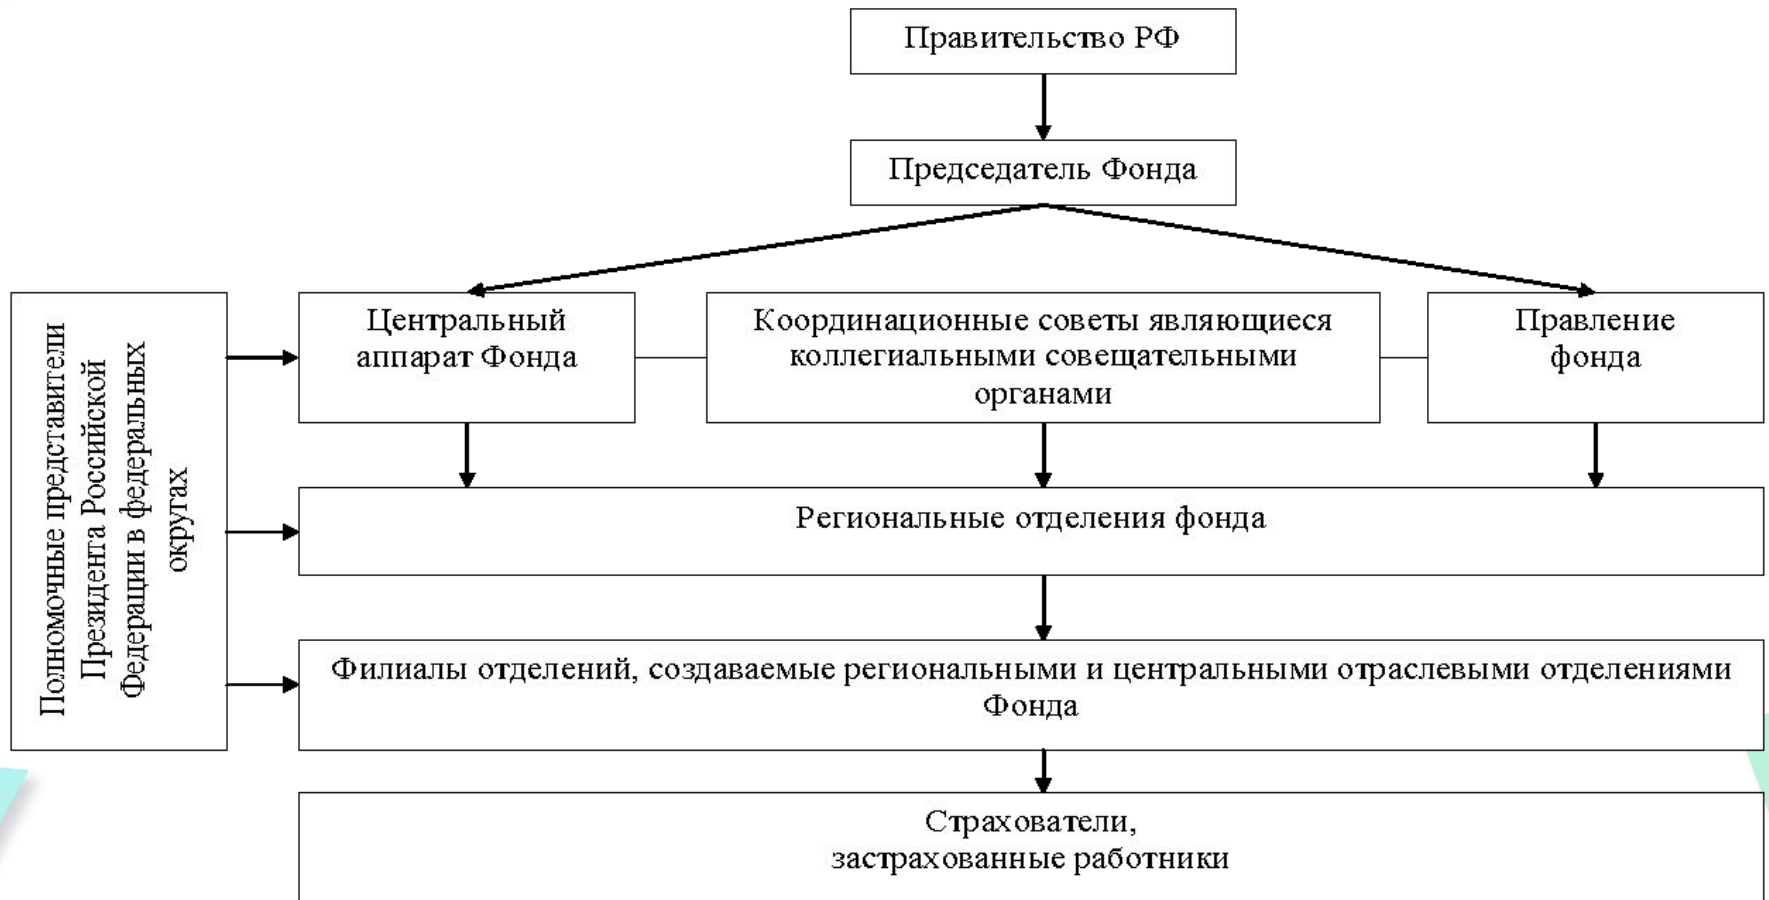 Правительство РФ
Председатель Фонда
Полномочные представители
Президента Российской
Федерации в федеральных
округах
Центральный
аппарат Фонда
Координационные советы являющиеся
коллегиальными совещательными
органами
Правление
фонда
Региональные отделения фонда
Филиалы отделений, создаваемые региональными и центральными отраслевыми отделениями
Фонда
Страхователи,
застрахованные работники